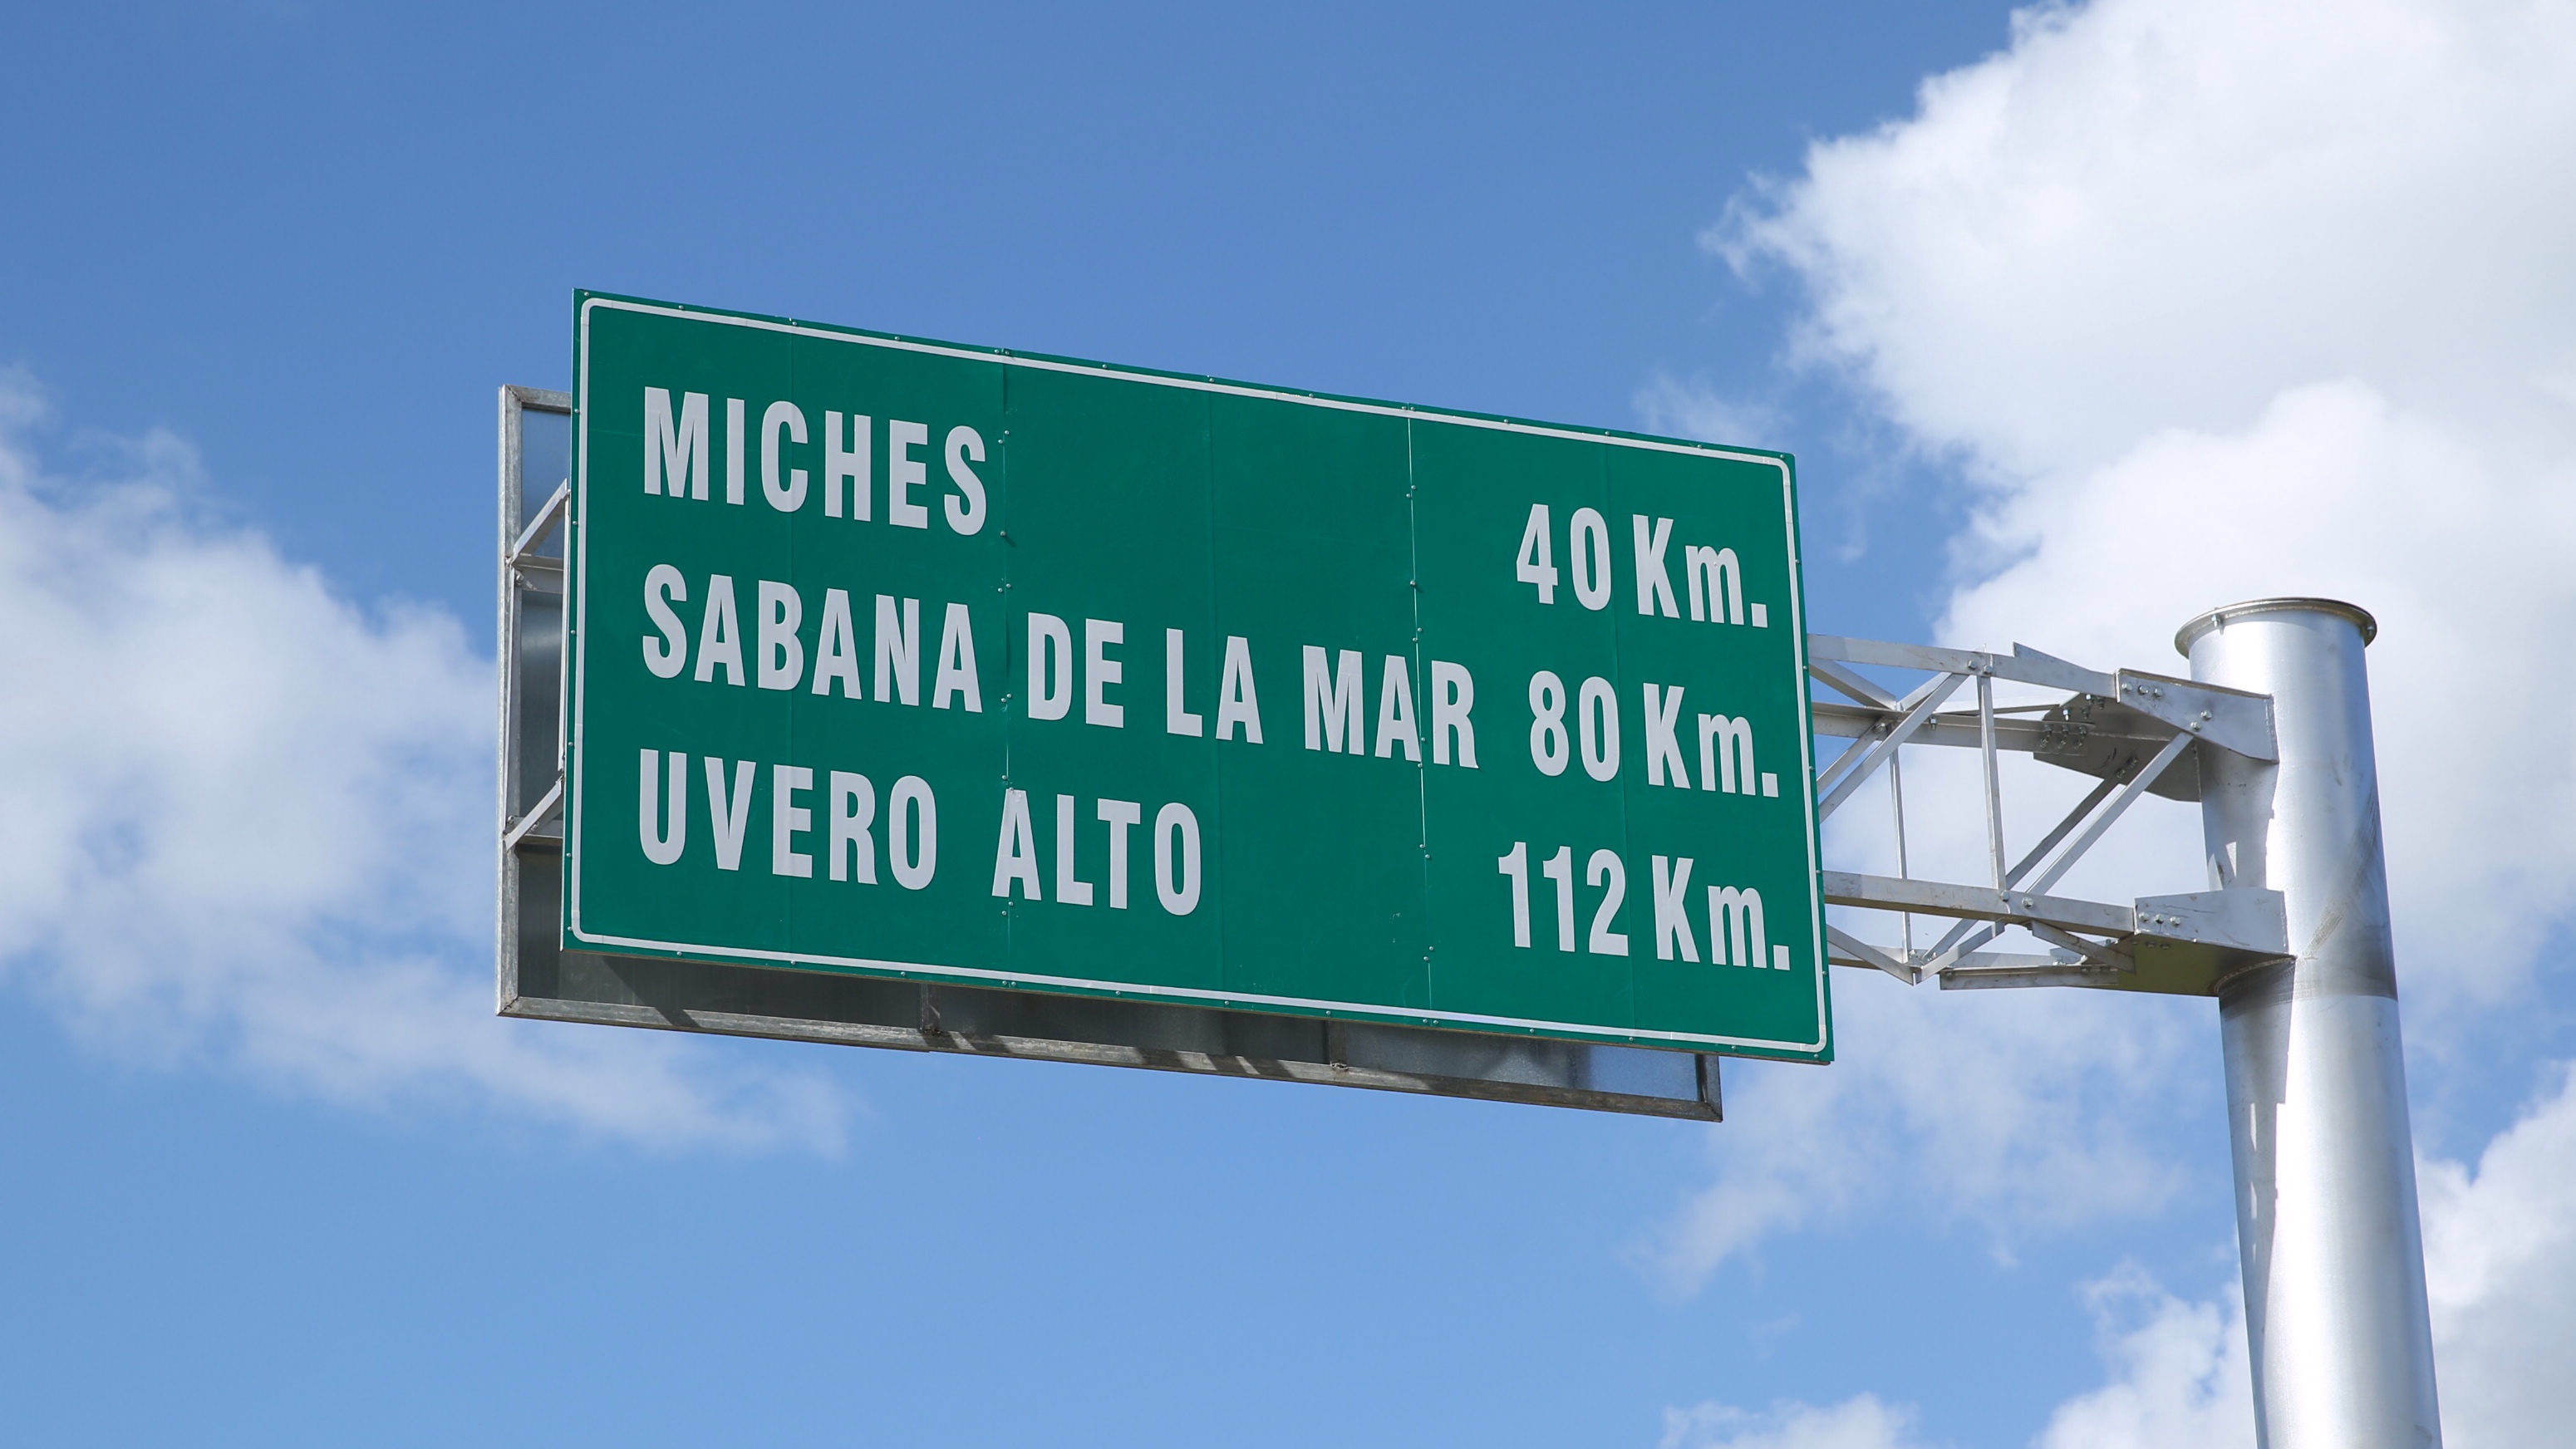 MICHES 40 Km.
SABANA DE LA MAR 80 Km.
UVERO ALTO 112 Km.